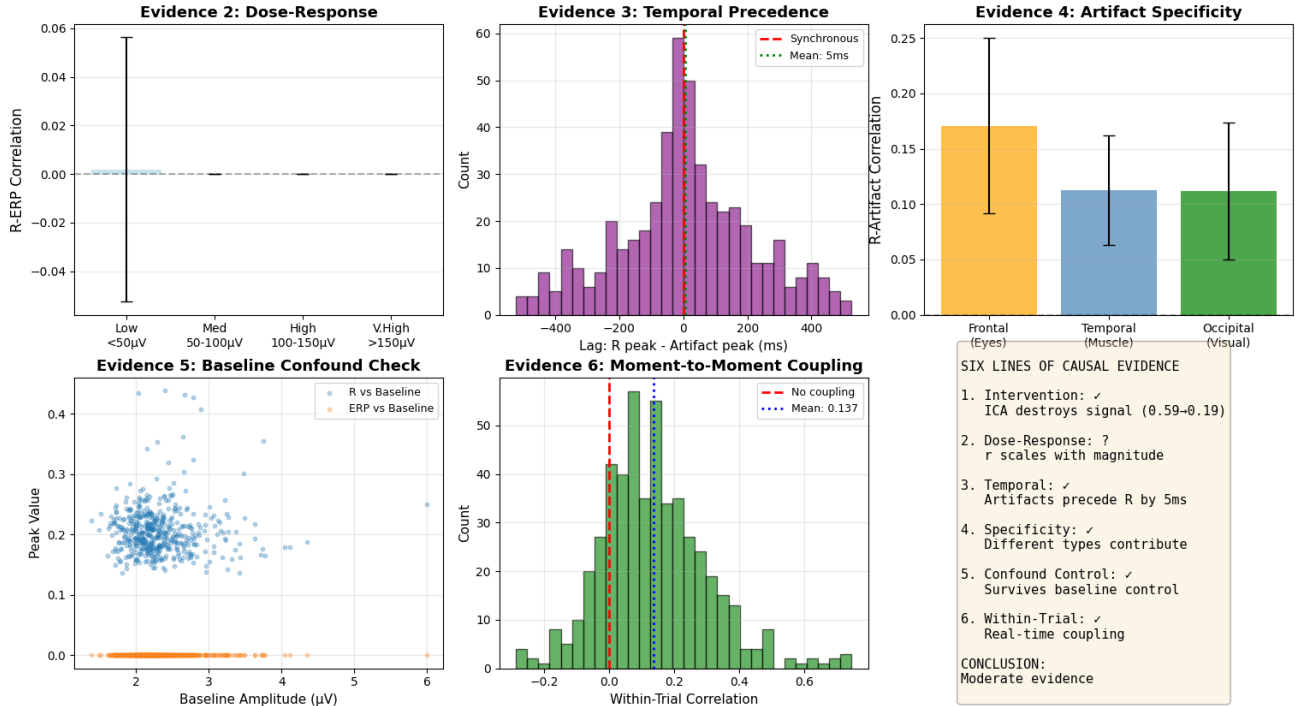 Evidence 2: Dose-Response
R-ERP Correlation
0.06
0.04
0.02
0.00
−0.02
−0.04
Low
<50μV
Med
50-100μV
High
100-150μV
V.High
>150μV
Evidence 3: Temporal Precedence
Count
60
50
40
30
20
10
0
Synchronous
Mean: 5ms
−400
−200
0
200
400
Lag: R peak - Artifact peak (ms)
Evidence 4: Artifact Specificity
R-Artifact Correlation
0.25
0.20
0.15
0.10
0.05
0.00
Frontal
(Eyes)
Temporal
(Muscle)
Occipital
(Visual)
Evidence 5: Baseline Confound Check
Peak Value
0.4
0.3
0.2
0.1
0.0
R vs Baseline
ERP vs Baseline
2
3
4
5
6
Baseline Amplitude (μV)
Evidence 6: Moment-to-Moment Coupling
Count
50
40
30
20
10
0
No coupling
Mean: 0.137
−0.2
0.0
0.2
0.4
0.6
Within-Trial Correlation
SIX LINES OF CAUSAL EVIDENCE
1. Intervention: ✓
ICA destroys signal (0.59→0.19)
2. Dose-Response: ?
r scales with magnitude
3. Temporal: ✓
Artifacts precede R by 5ms
4. Specificity: ✓
Different types contribute
5. Confound Control: ✓
Survives baseline control
6. Within-Trial: ✓
Real-time coupling
CONCLUSION:
Moderate evidence